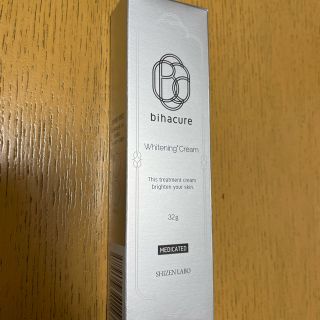 bihacure
Whitening*Cream
This treatment cream
brighten your skin.
32g
MEDICATED
SHIZEN LABO